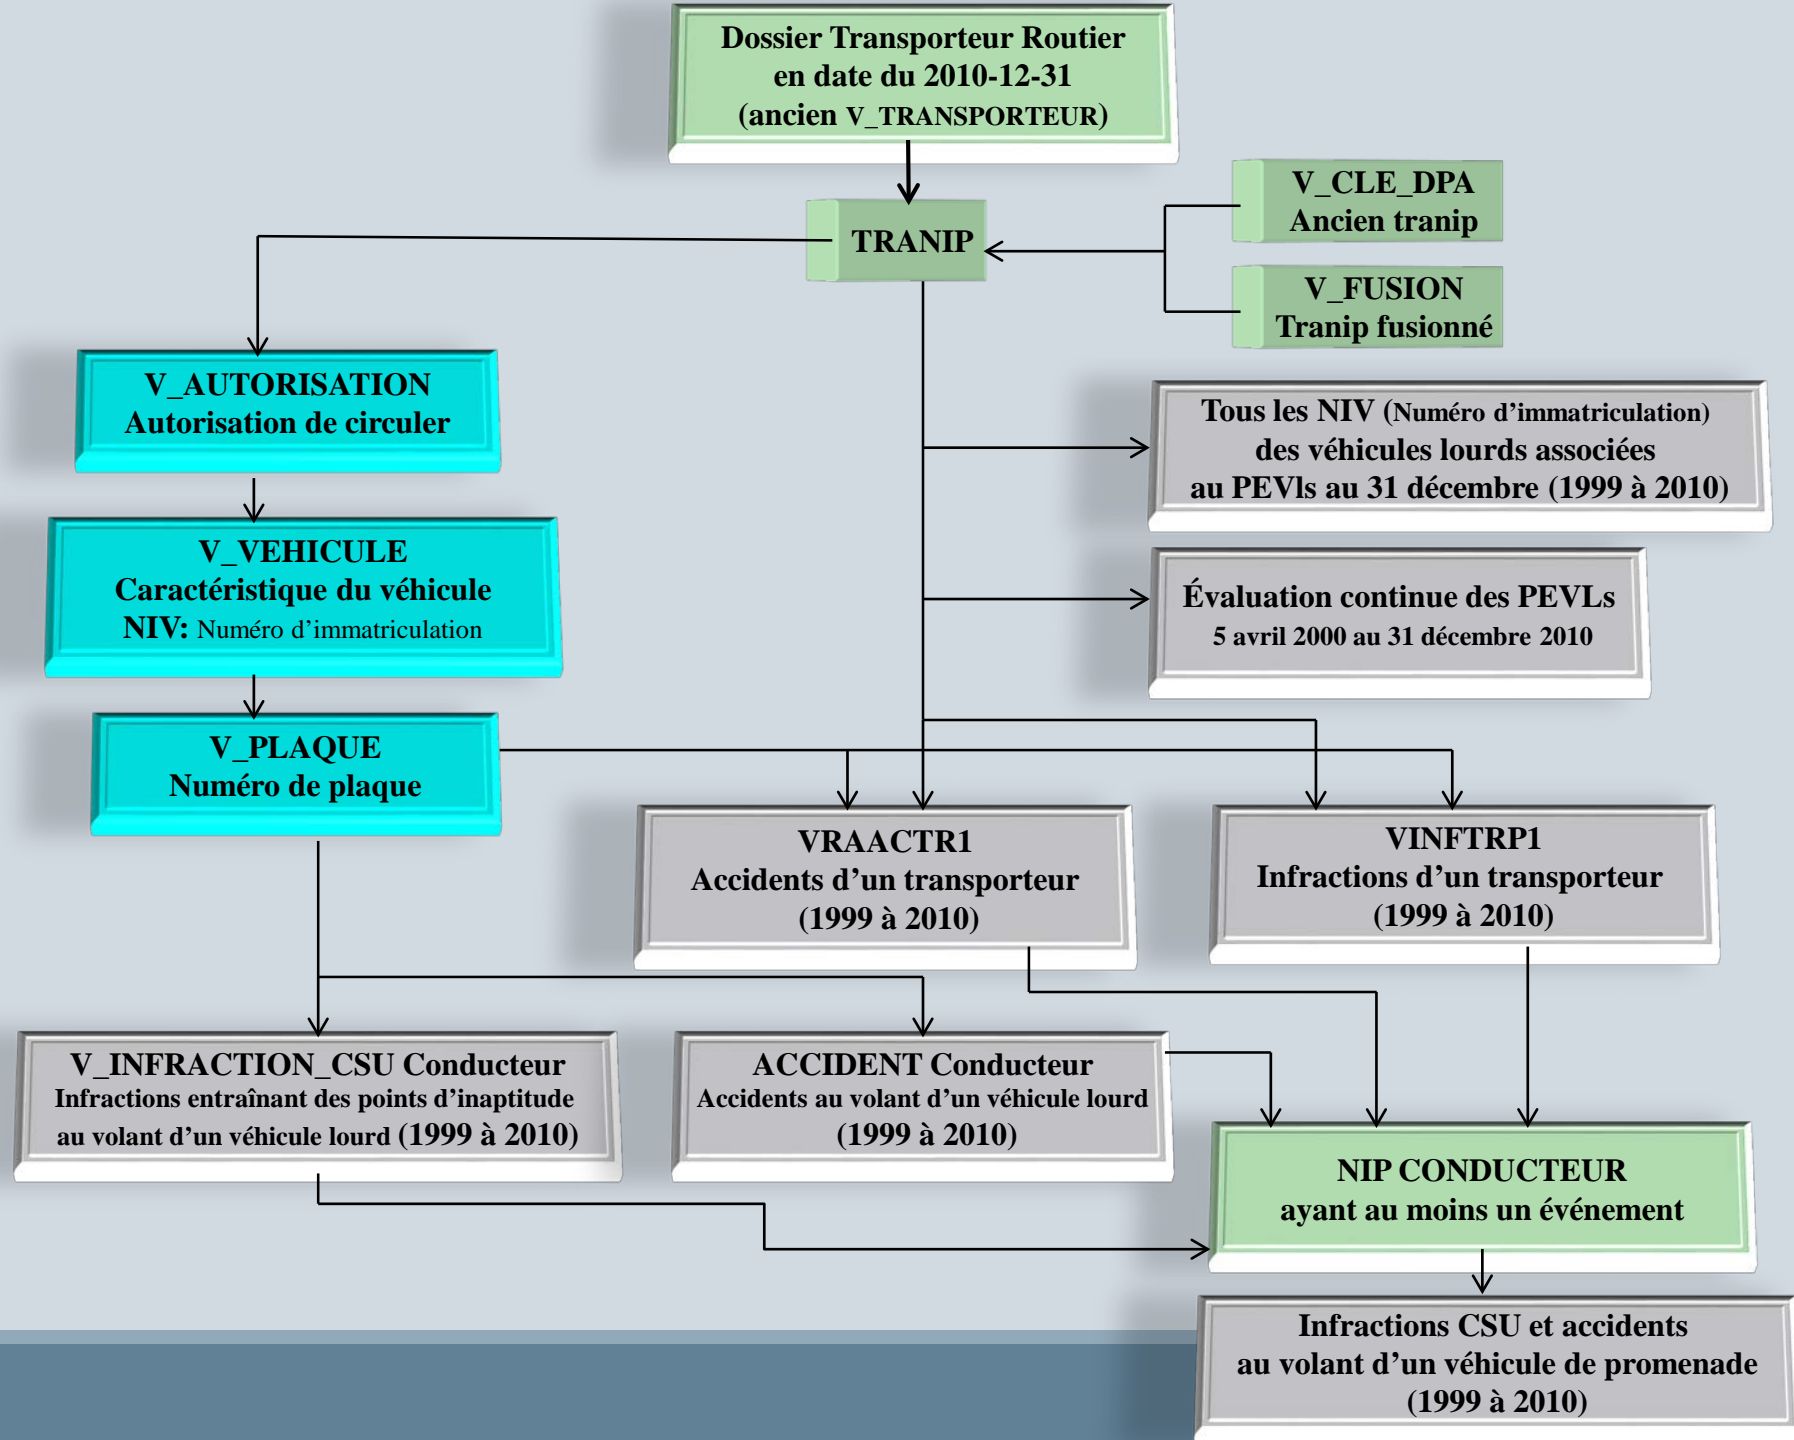 Dossier Transporteur Routier
en date du 2010-12-31
(ancien V_TRANSPORTEUR)
V_CLE_DPA
Ancien tranip
TRANIP
V_FUSION
Tranip fusionné
V_AUTORISATION
Autorisation de circuler
Tous les NIV (Numéro d’immatriculation)
des véhicules lourds associées
au PEVls au 31 décembre (1999 à 2010)
V_VEHICULE
Caractéristique du véhicule
NIV: Numéro d’immatriculation
Évaluation continue des PEVLs
5 avril 2000 au 31 décembre 2010
V_PLAQUE
Numéro de plaque
VRAACTR1
Accidents d’un transporteur
(1999 à 2010)
VINFTRP1
Infractions d’un transporteur
(1999 à 2010)
V_INFRACTION_CSU Conducteur
Infractions entraînant des points d’inaptitude
au volant d’un véhicule lourd (1999 à 2010)
ACCIDENT Conducteur
Accidents au volant d’un véhicule lourd
(1999 à 2010)
NIP CONDUCTEUR
ayant au moins un événement
Infractions CSU et accidents
au volant d’un véhicule de promenade
(1999 à 2010)